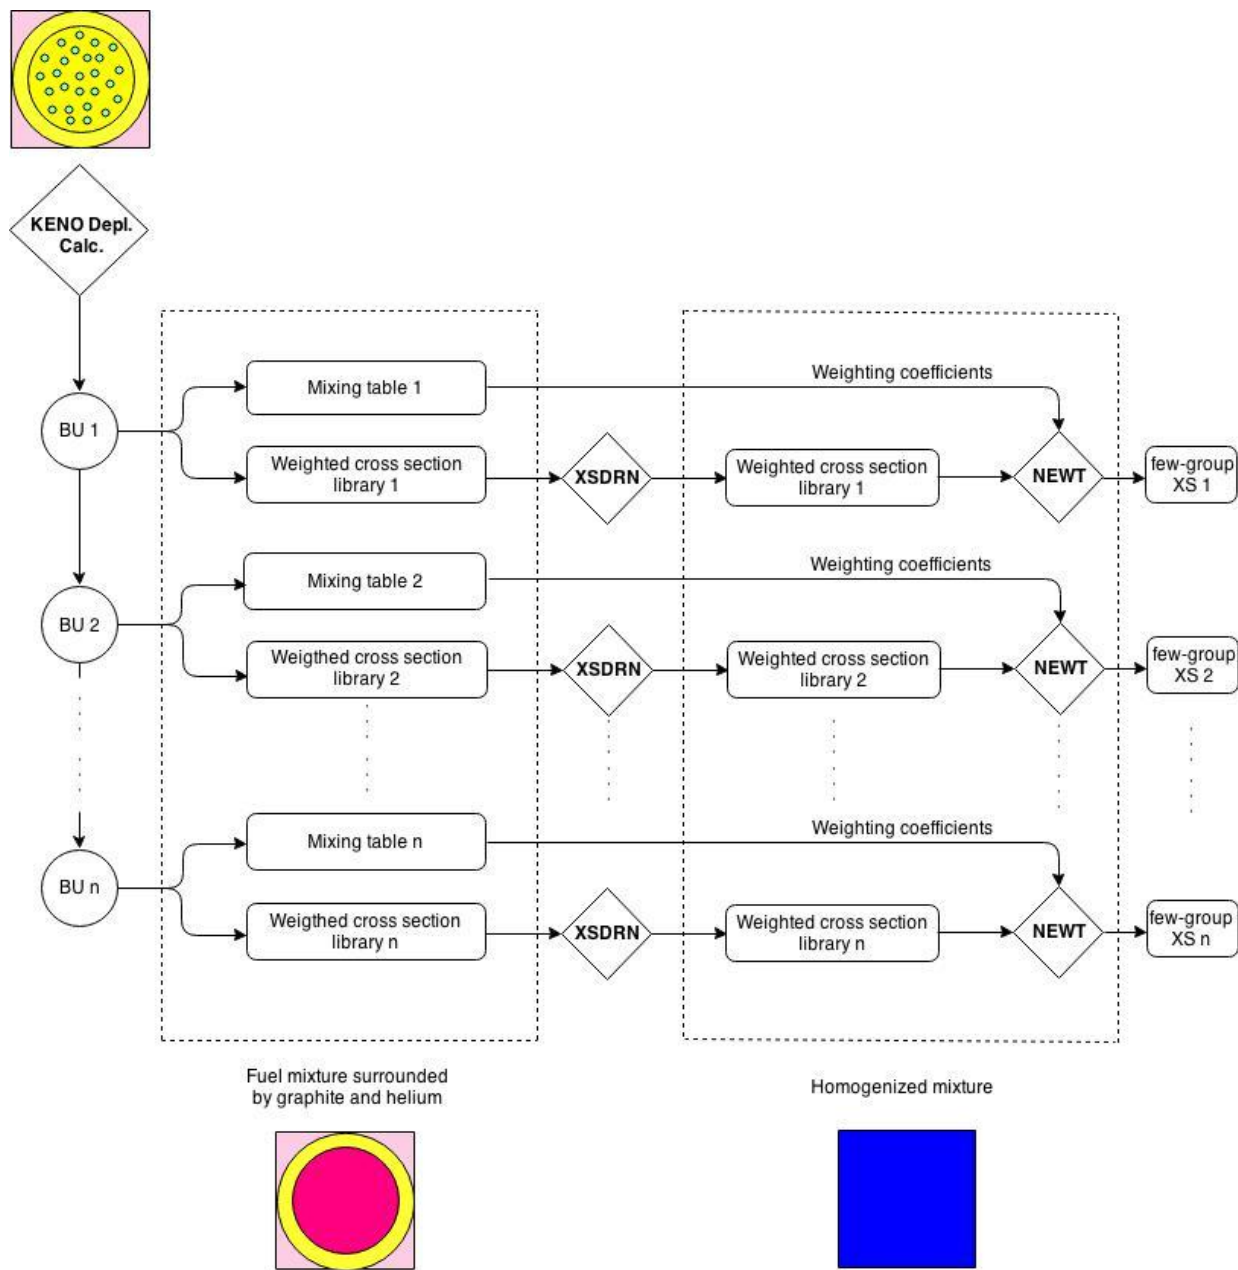 KENO Depl.
Calc.
BU 1
Mixing table 1
Weighting coefficients
Weighted cross section
library 1
XSDRN
Weighted cross section
library 1
NEWT
few-group
XS 1
BU 2
Mixing table 2
Weighting coefficients
Weigthed cross section
library 2
XSDRN
Weighted cross section
library 2
NEWT
few-group
XS 2
BU n
Mixing table n
Weighting coefficients
Weigthed cross section
library n
XSDRN
Weighted cross section
library n
NEWT
few-group
XS n
Fuel mixture surrounded
by graphite and helium
Homogenized mixture